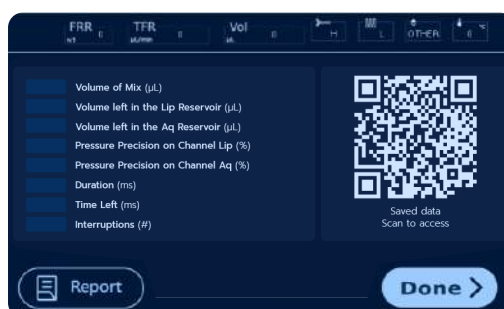 FRR TFR Vol
µL/min µL
H L OTHER
Volume of Mix (µL)
Volume left in the Lip Reservoir (µL)
Volume left in the Aq Reservoir (µL)
Pressure Precision on Channel Lip (%)
Pressure Precision on Channel Aq (%)
Duration (ms)
Time Left (ms)
Interruptions (#)
Saved data
Scan to access
Report
Done